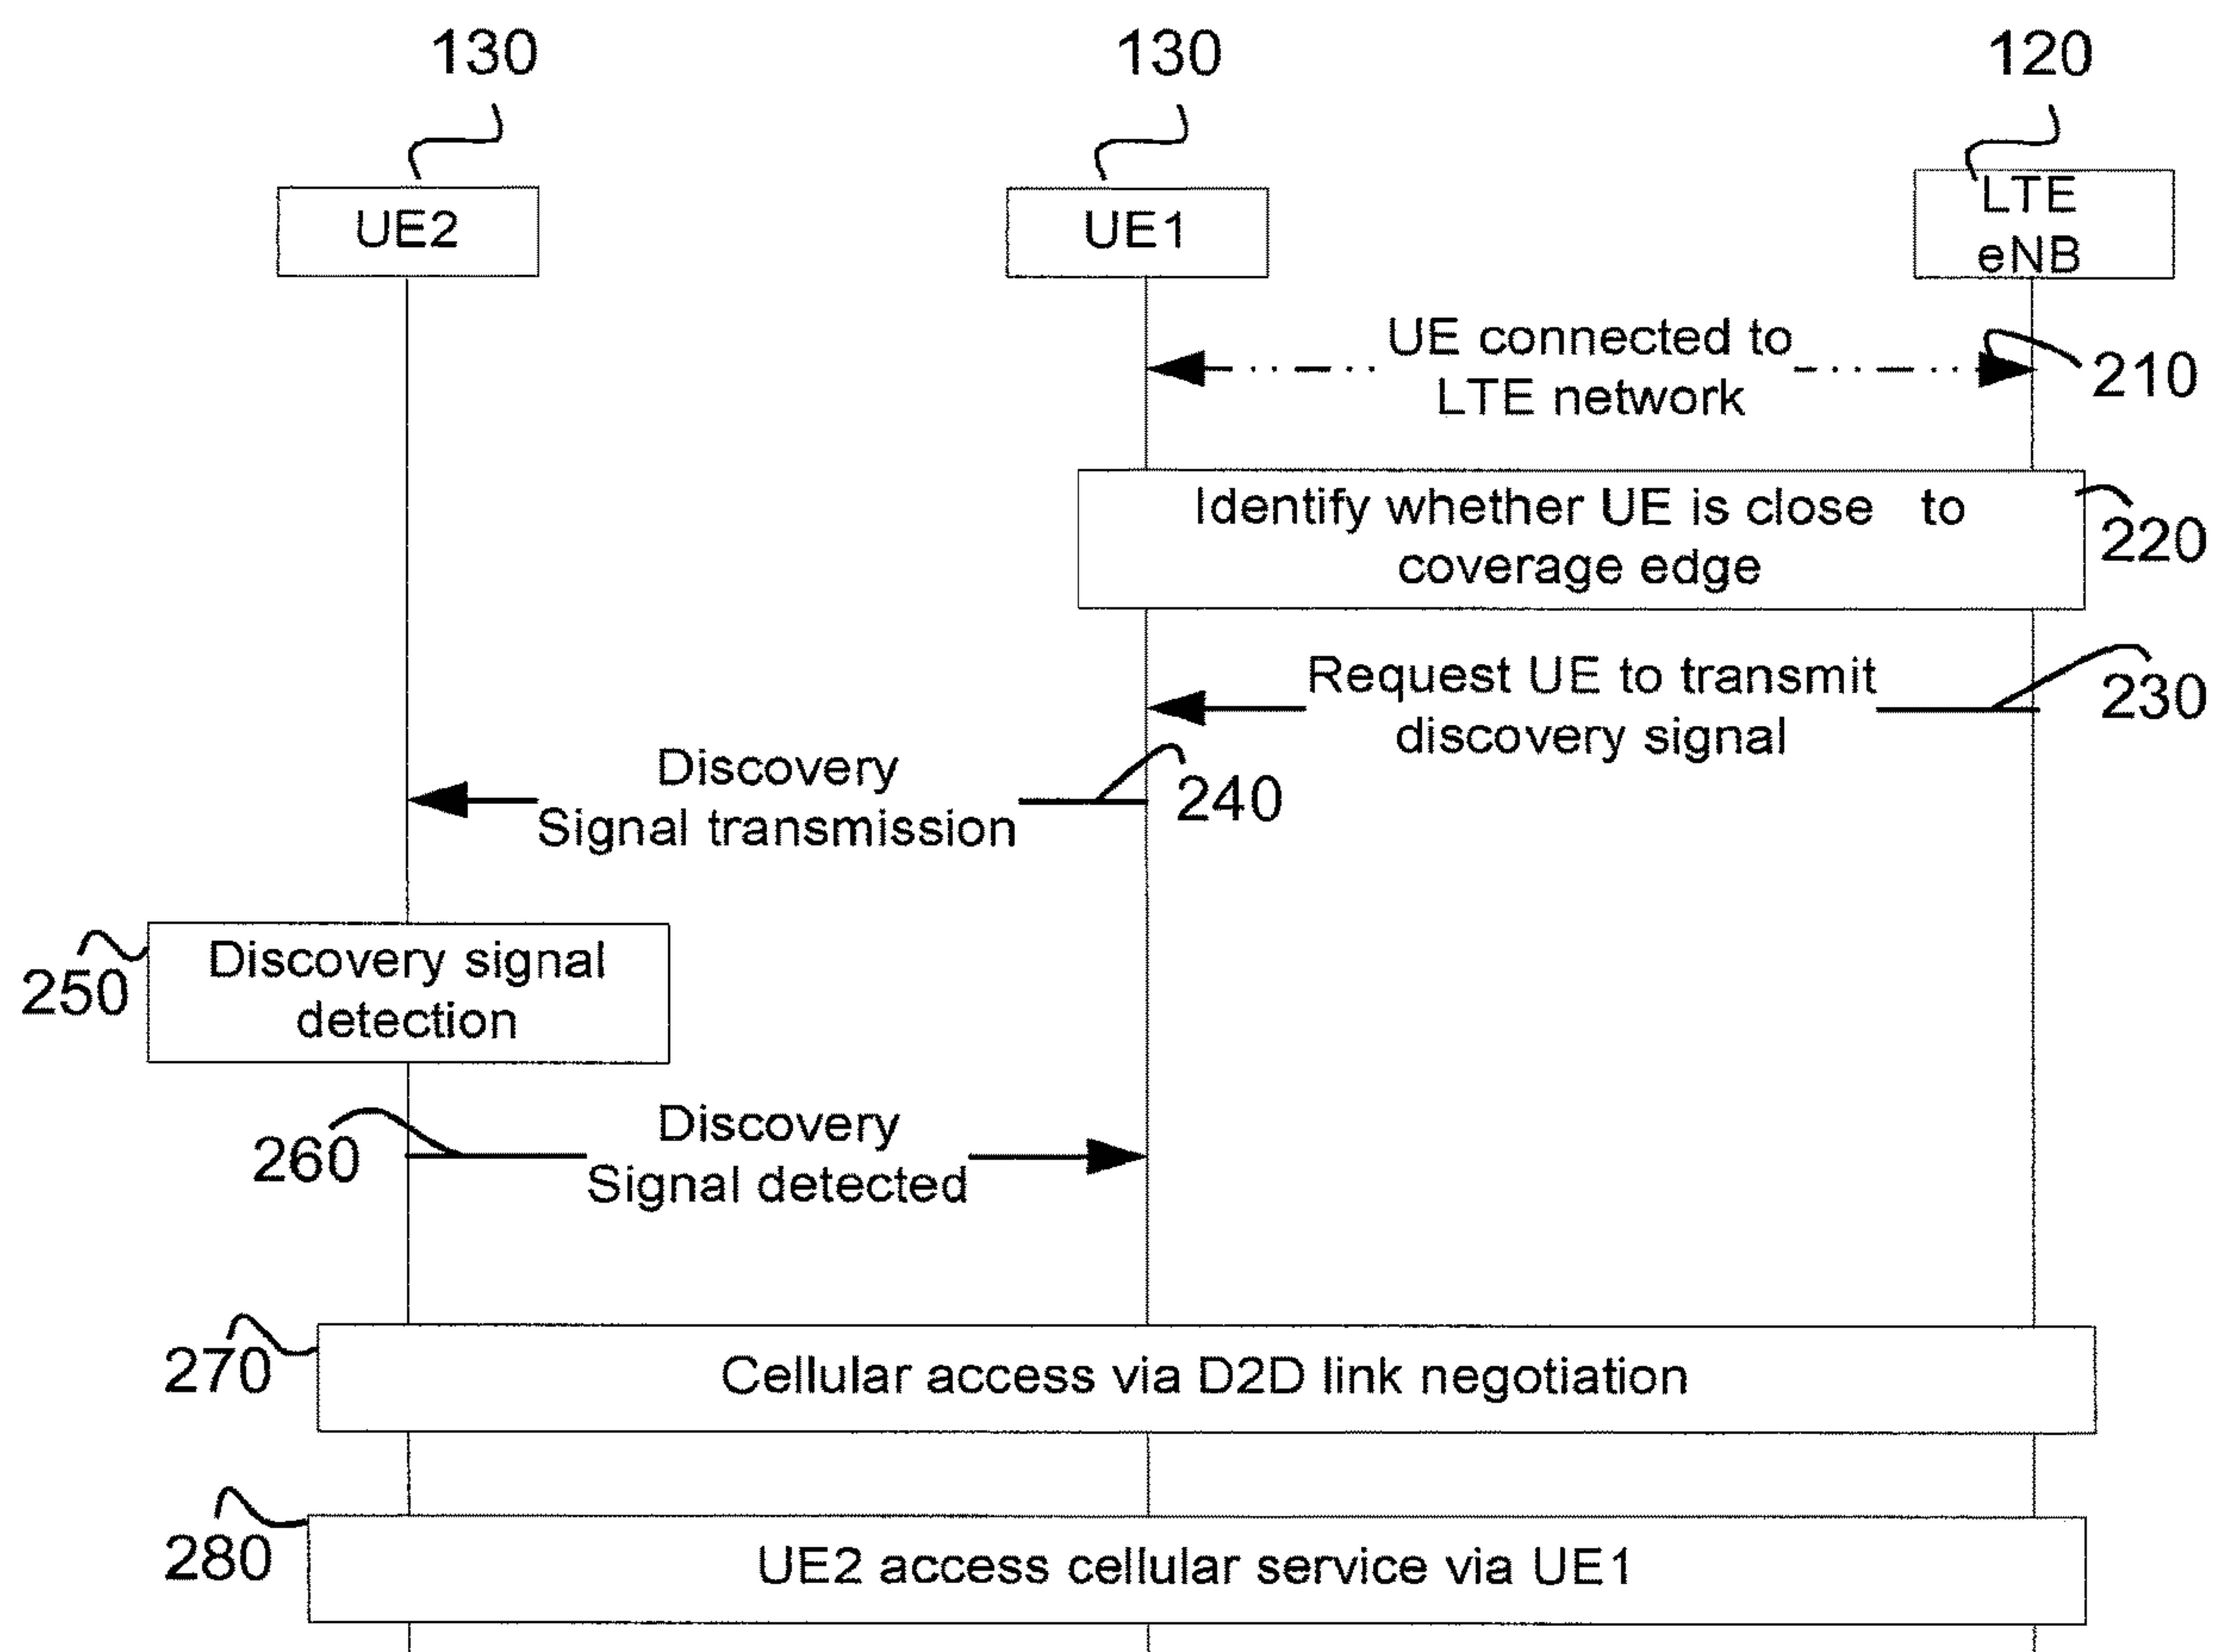 130
130
120
UE2
UE1
LTE
eNB
UE connected to
LTE network
210
Identify whether UE is close to
coverage edge
220
Request UE to transmit
discovery signal
230
Discovery
Signal transmission
240
Discovery signal
detection
250
Discovery
Signal detected
260
Cellular access via D2D link negotiation
270
UE2 access cellular service via UE1
280